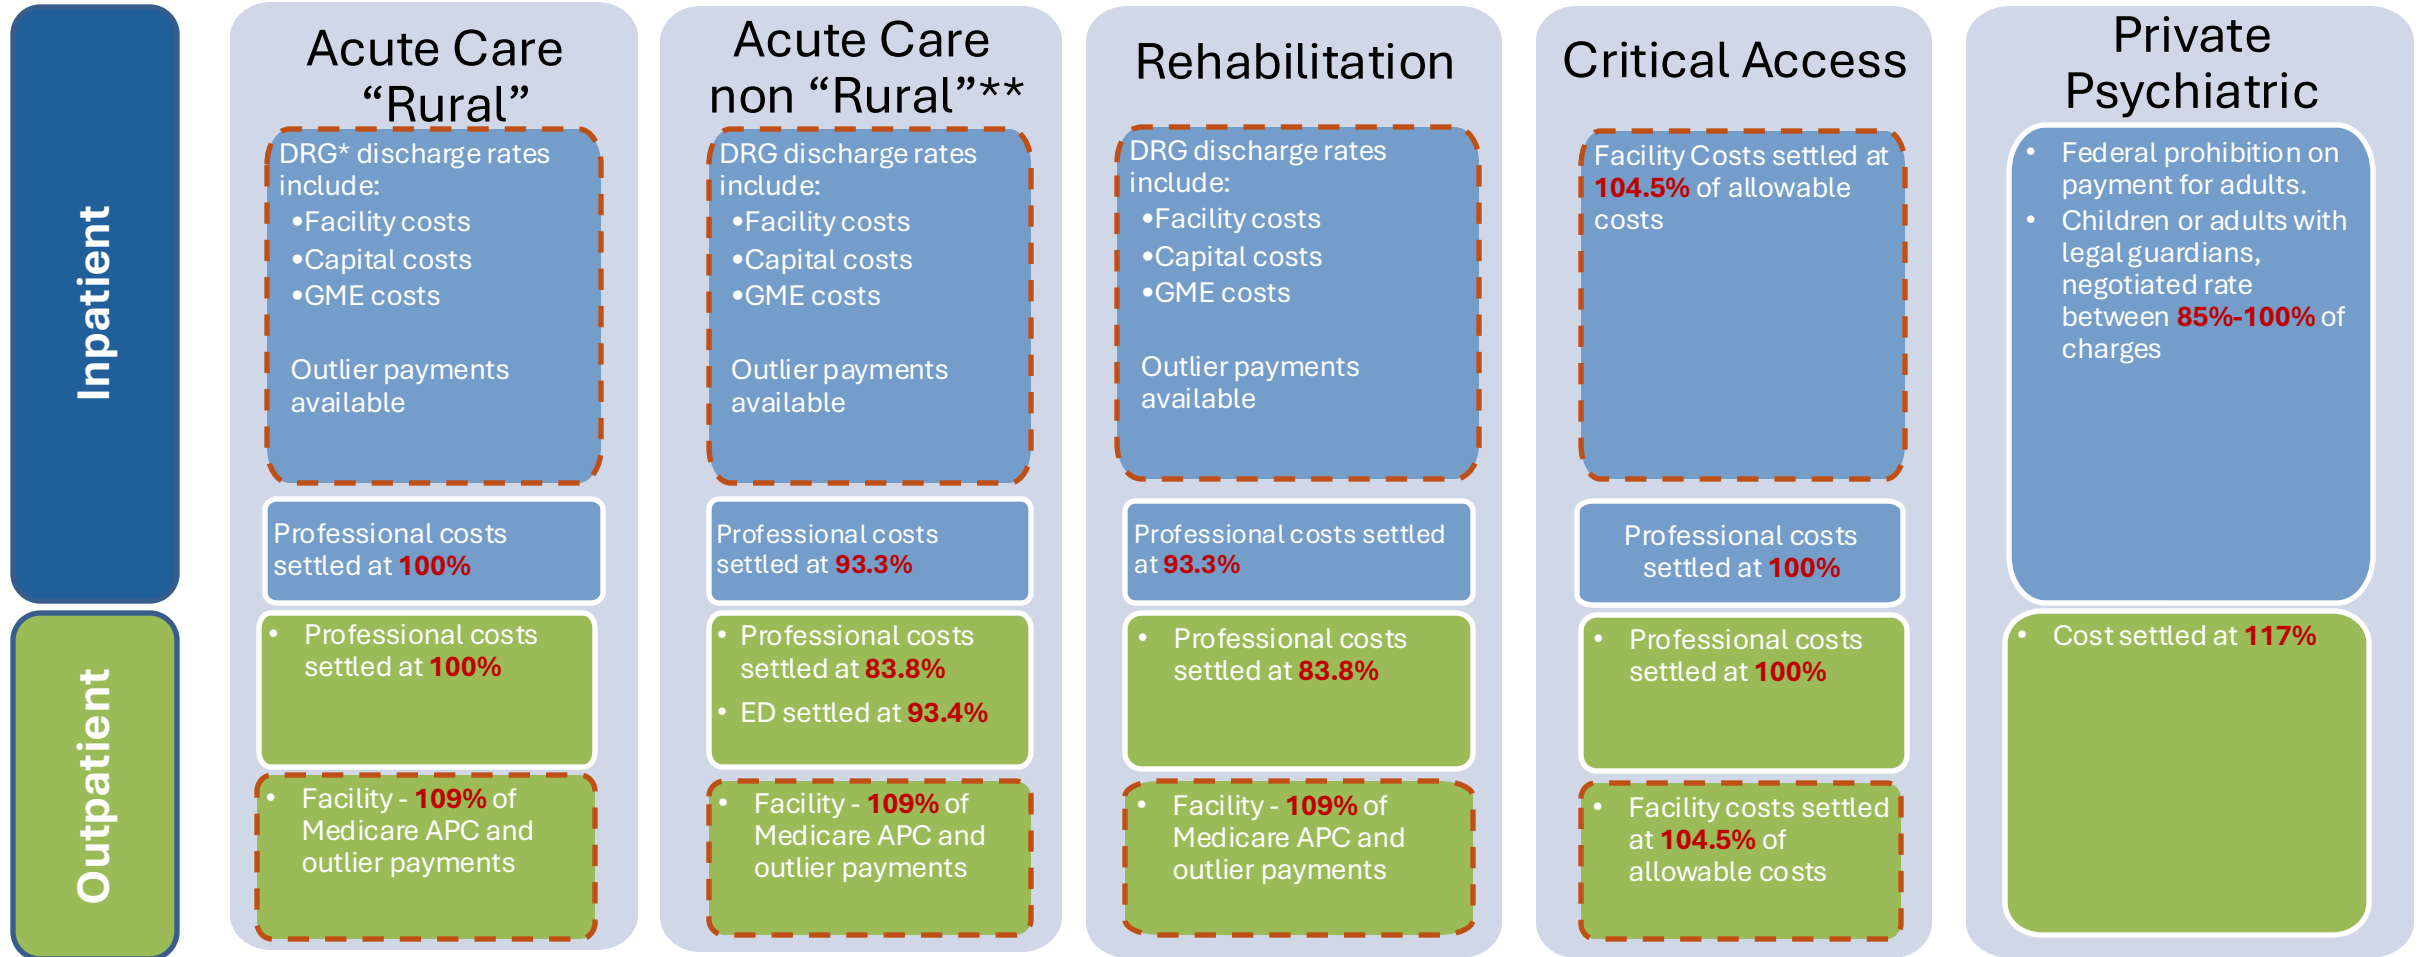 Inpatient
Outpatient
Acute Care
“Rural”
DRG* discharge rates
include:
•Facility costs
•Capital costs
•GME costs
Outlier payments
available
Professional costs
settled at 100%
• Professional costs
settled at 100%
• Facility - 109% of
Medicare APC and
outlier payments
Acute Care
non “Rural”**
DRG discharge rates
include:
•Facility costs
•Capital costs
•GME costs
Outlier payments
available
Professional costs
settled at 93.3%
• Professional costs
settled at 83.8%
• ED settled at 93.4%
• Facility - 109% of
Medicare APC and
outlier payments
Rehabilitation
DRG discharge rates
include:
•Facility costs
•Capital costs
•GME costs
Outlier payments
available
Professional costs settled
at 93.3%
• Professional costs
settled at 83.8%
• Facility - 109% of
Medicare APC and
outlier payments
Critical Access
Facility Costs settled at
104.5% of allowable
costs
Professional costs
settled at 100%
• Professional costs
settled at 100%
• Facility costs settled
at 104.5% of
allowable costs
Private
Psychiatric
• Federal prohibition on
payment for adults.
• Children or adults with
legal guardians,
negotiated rate
between 85%-100% of
charges
• Cost settled at 117%